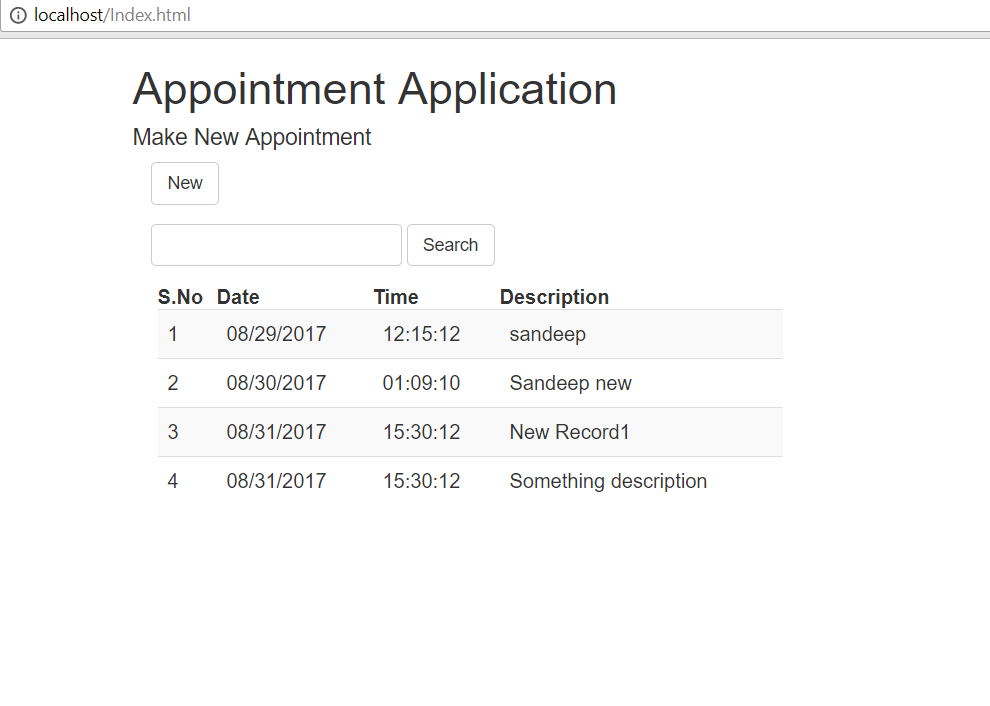 localhost/Index.html
Appointment Application
Make New Appointment
New
Search
S.No Date Time Description
1 08/29/2017 12:15:12 sandeep
2 08/30/2017 01:09:10 Sandeep new
3 08/31/2017 15:30:12 New Record1
4 08/31/2017 15:30:12 Something description